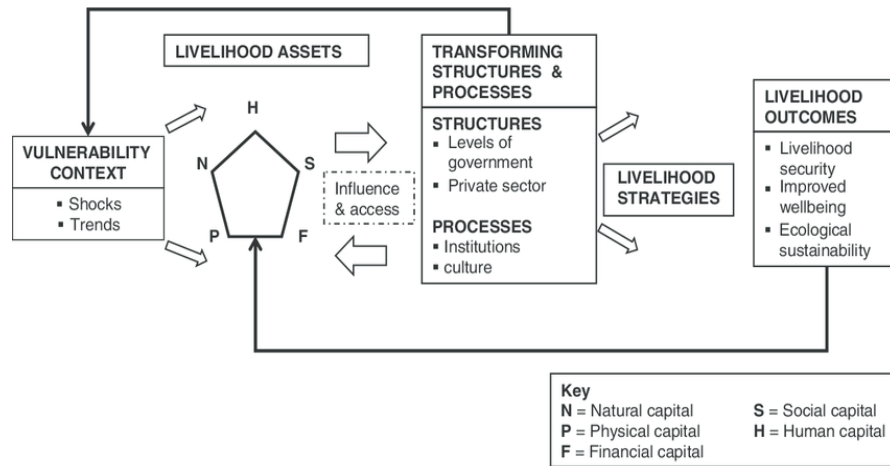 LIVELIHOOD ASSETS
VULNERABILITY
CONTEXT
▪ Shocks
▪ Trends
H
N
S
P
F
Influence
& access
TRANSFORMING
STRUCTURES &
PROCESSES
STRUCTURES
▪ Levels of
government
▪ Private sector
PROCESSES
▪ Institutions
▪ culture
LIVELIHOOD
STRATEGIES
LIVELIHOOD
OUTCOMES
▪ Livelihood
security
▪ Improved
wellbeing
▪ Ecological
sustainability
Key
N = Natural capital
P = Physical capital
F = Financial capital
S = Social capital
H = Human capital